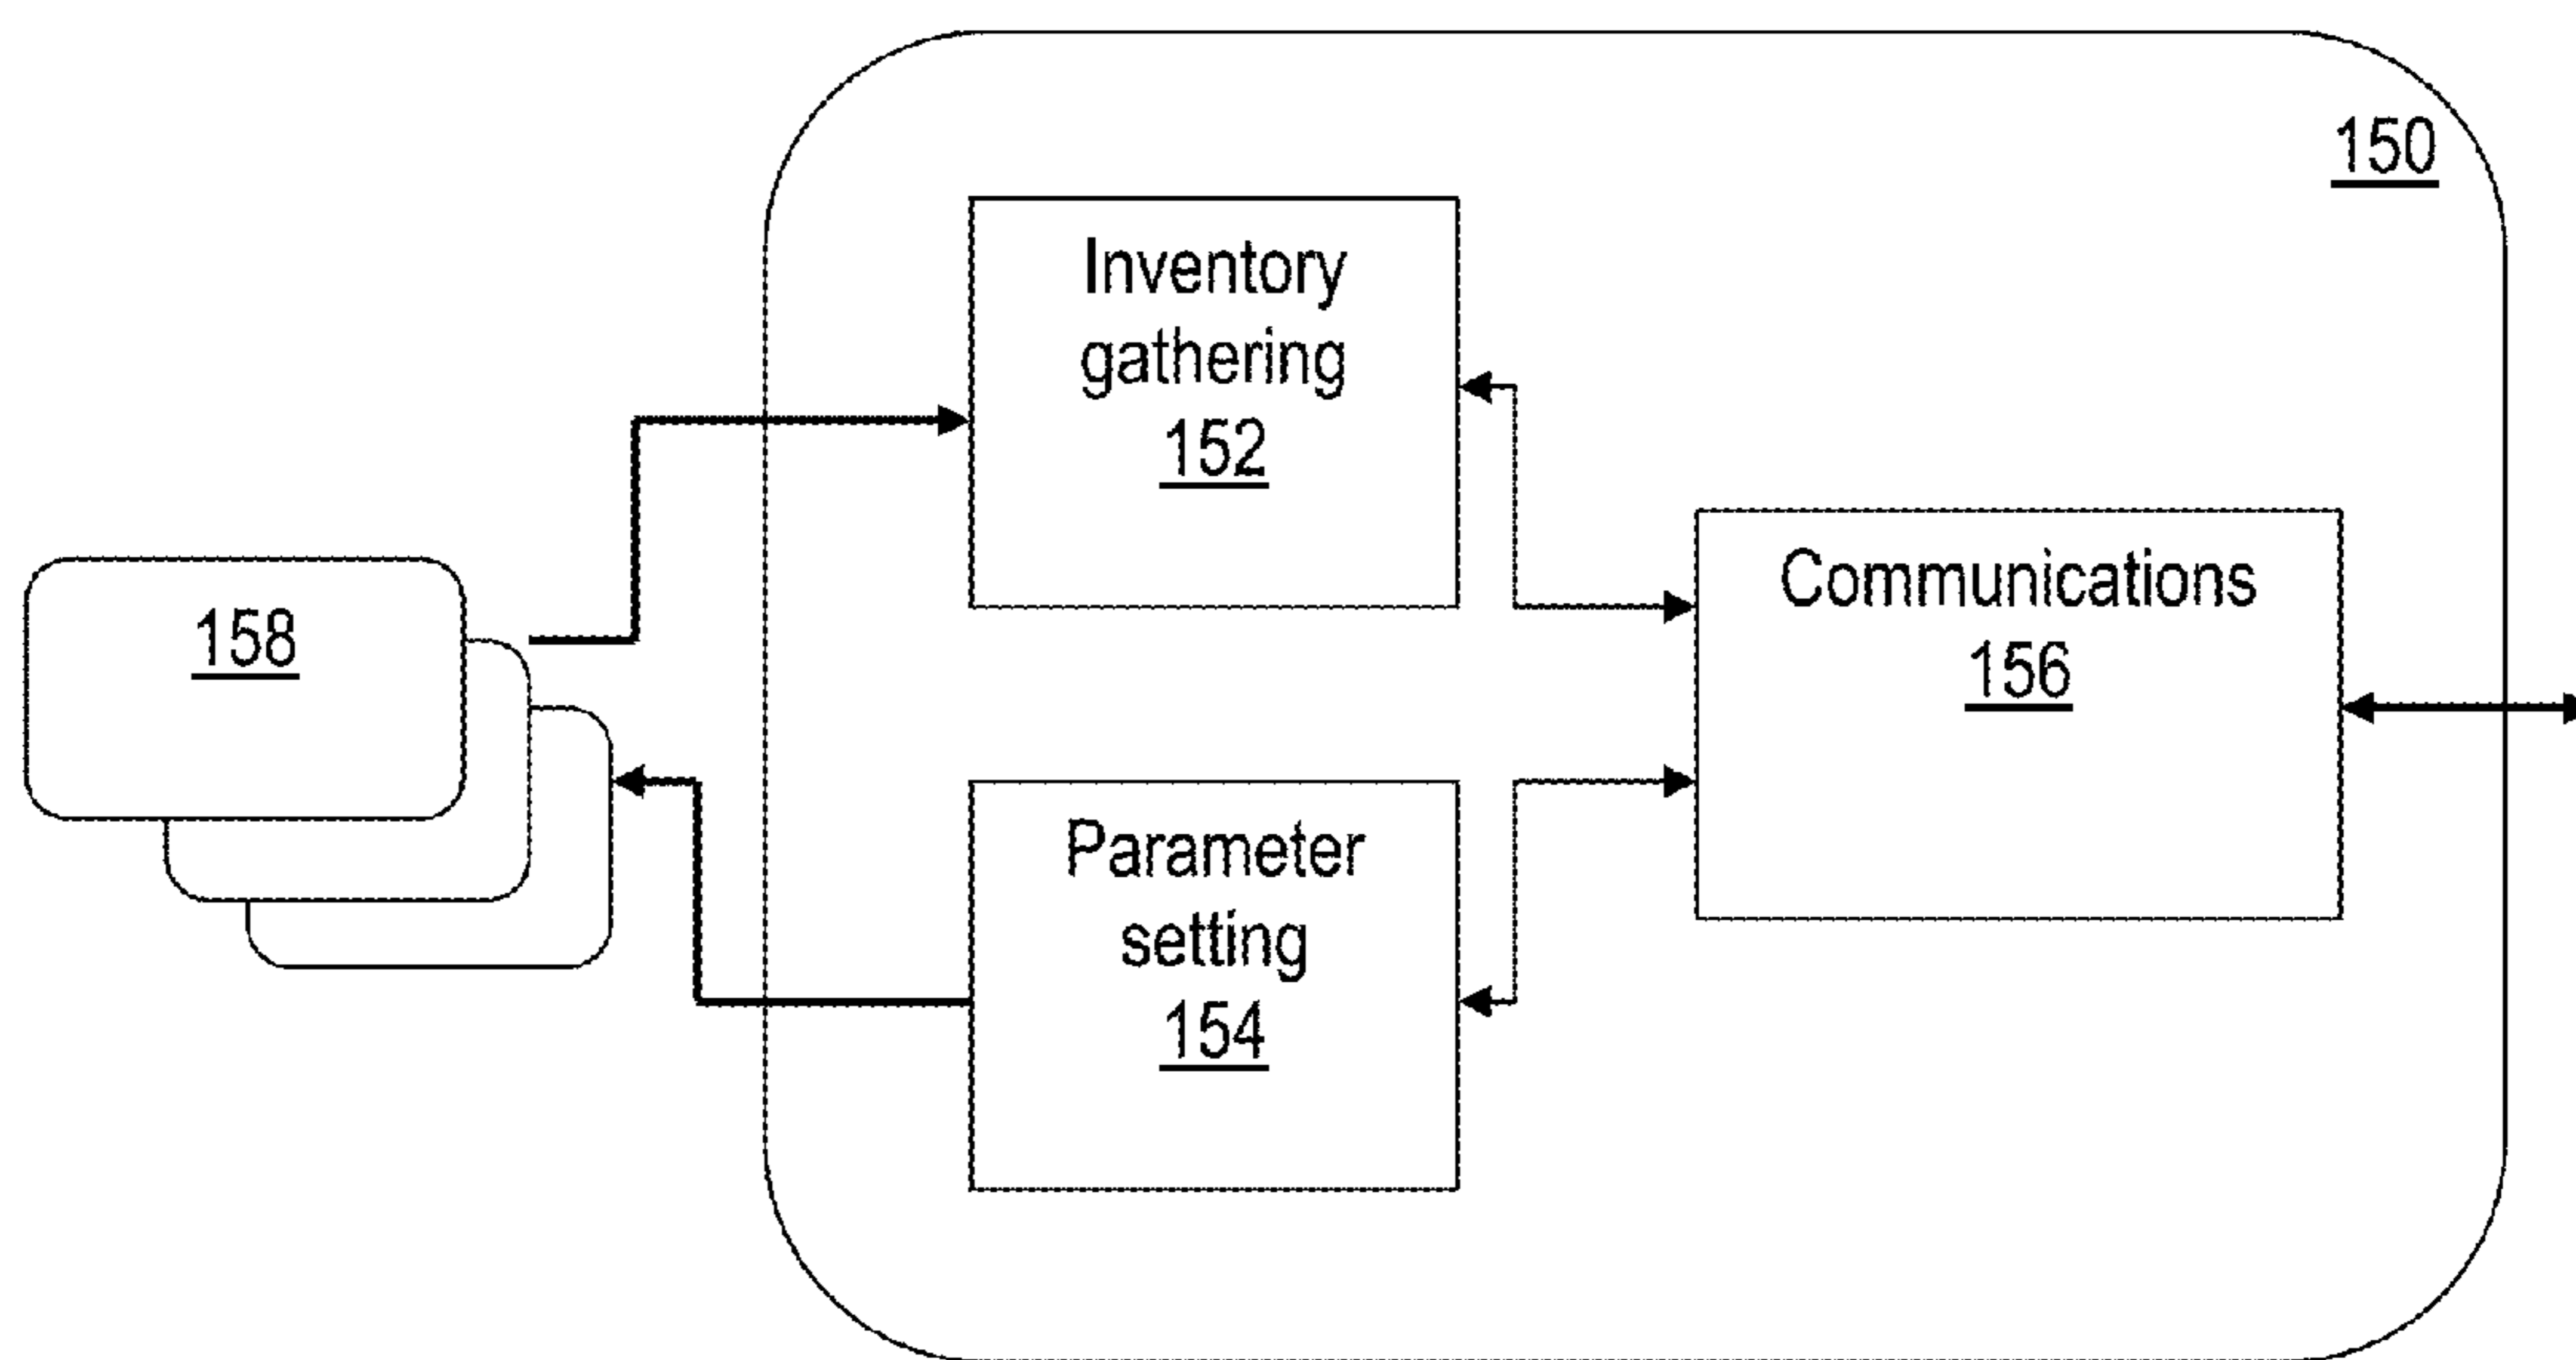 150
Inventory
gathering
152
158
Communications
156
Parameter
setting
154